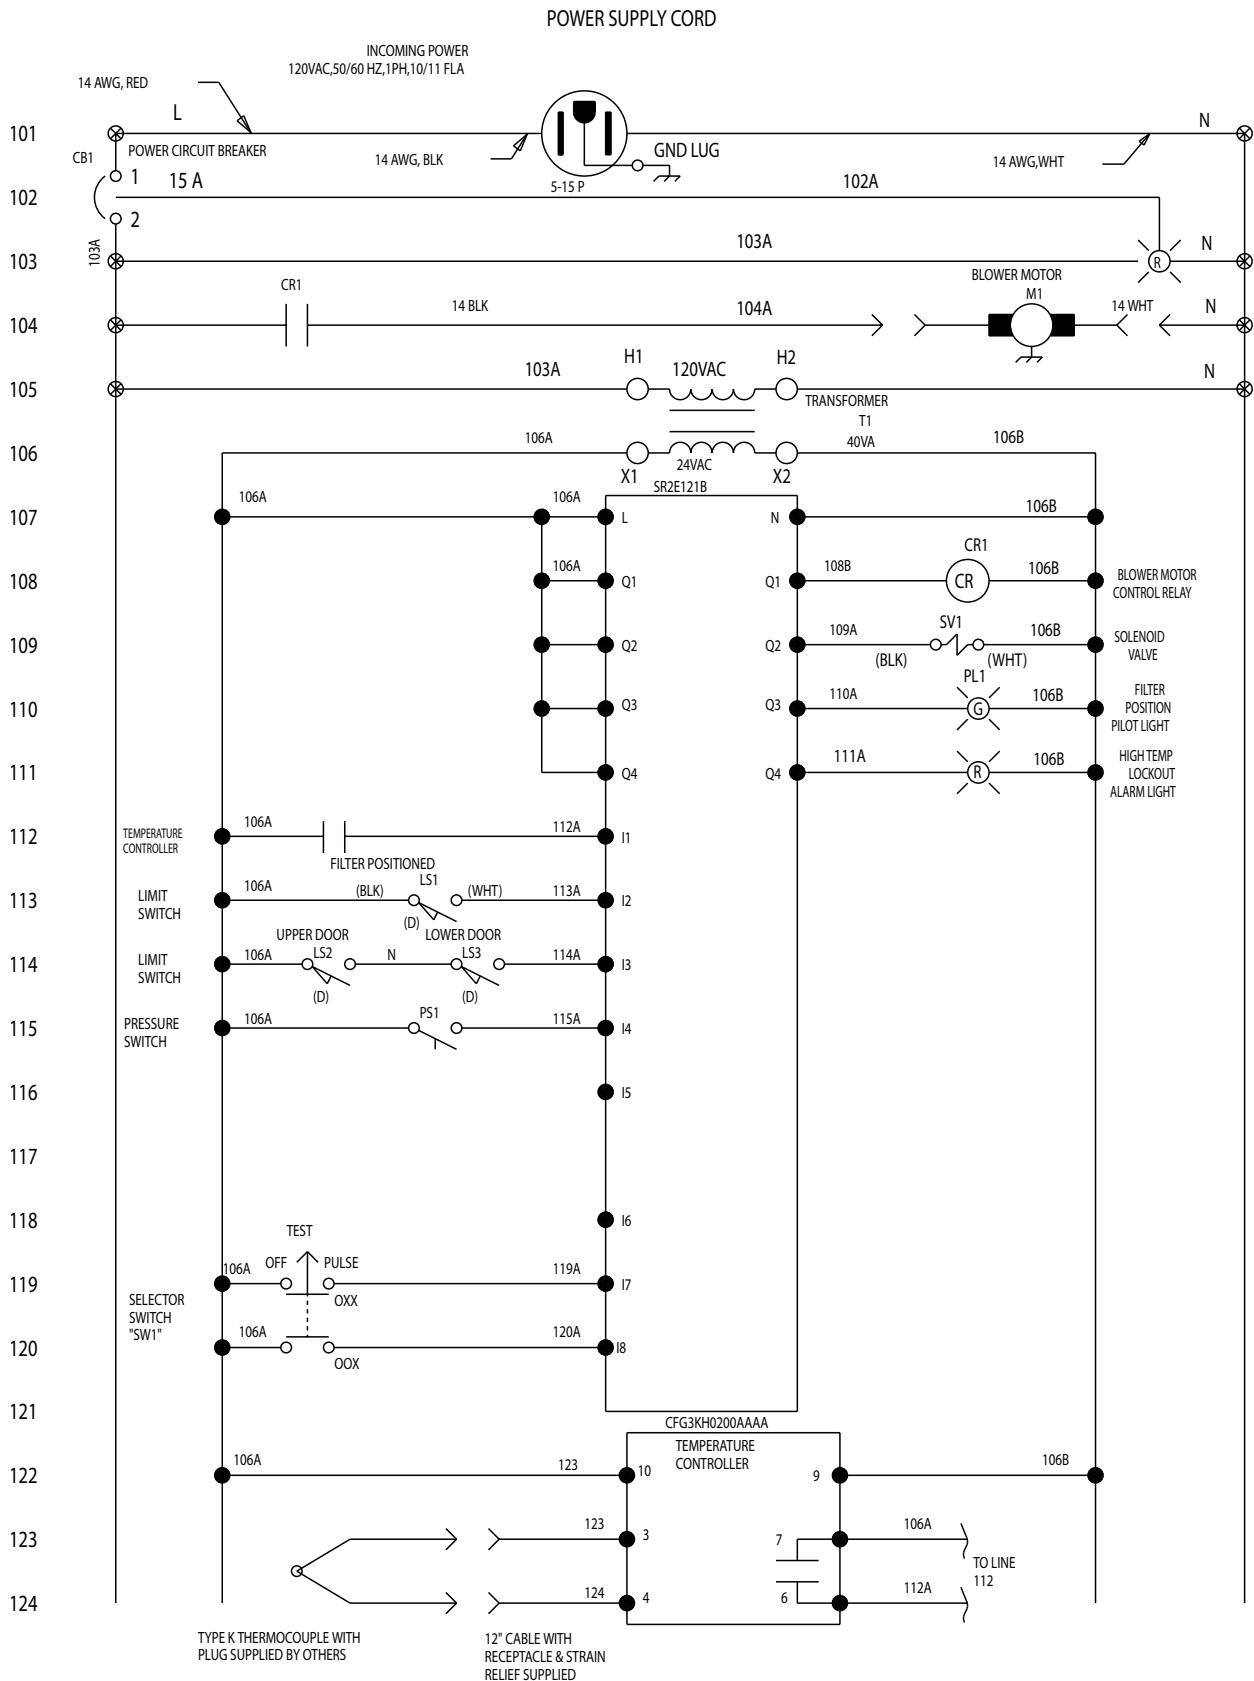 POWER SUPPLY CORD
INCOMING POWER
120VAC,50/60 HZ,1PH,10/11 FLA
14 AWG, RED
L
N
101
CB1
POWER CIRCUIT BREAKER
14 AWG, BLK
GND LUG
14 AWG,WHT
1
15 A
5-15 P
102A
102
2
103A
103A
N
103
R
BLOWER MOTOR
CR1
M1
14 BLK
104A
14 WHT
N
104
H1
H2
103A
120VAC
N
105
TRANSFORMER
T1
106A
40VA
106B
106
24VAC
X1
X2
SR2E121B
106A
106A
106B
107
L
N
CR1
106A
108B
106B
108
Q1
Q1
CR
BLOWER MOTOR
CONTROL RELAY
SV1
109A
106B
109
Q2
Q2
SOLENOID
VALVE
(BLK)
(WHT)
PL1
110A
106B
110
Q3
Q3
G
FILTER
POSITION
PILOT LIGHT
111A
106B
111
Q4
Q4
R
HIGH TEMP
LOCKOUT
ALARM LIGHT
106A
112A
112
TEMPERATURE
CONTROLLER
I1
FILTER POSITIONED
LS1
106A
(BLK)
(WHT)
113A
113
LIMIT
SWITCH
I2
(D)
UPPER DOOR
LOWER DOOR
106A
LS2
N
LS3
114A
114
LIMIT
SWITCH
I3
(D)
(D)
106A
PS1
115A
115
PRESSURE
SWITCH
I4
116
I5
117
118
I6
TEST
OFF
PULSE
106A
119A
119
I7
OXX
SELECTOR
SWITCH
"SW1"
106A
120A
120
I8
OOX
121
CFG3KH0200AAAA
TEMPERATURE
CONTROLLER
106A
123
106B
122
10
9
123
106A
123
3
7
TO LINE
112
124
112A
124
4
6
TYPE K THERMOCOUPLE WITH
PLUG SUPPLIED BY OTHERS
12" CABLE WITH
RECEPTACLE & STRAIN
RELIEF SUPPLIED